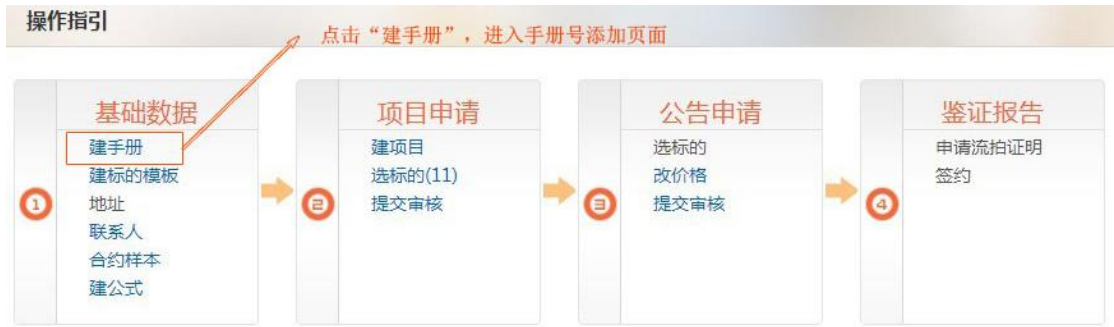 操作指引
点击“建手册”，进入手册号添加页面
1
基础数据
建手册
建标的模板
地址
联系人
合约样本
建公式
2
项目申请
建项目
选标的(11)
提交审核
3
公告申请
选标的
改价格
提交审核
4
鉴证报告
申请流拍证明
签约